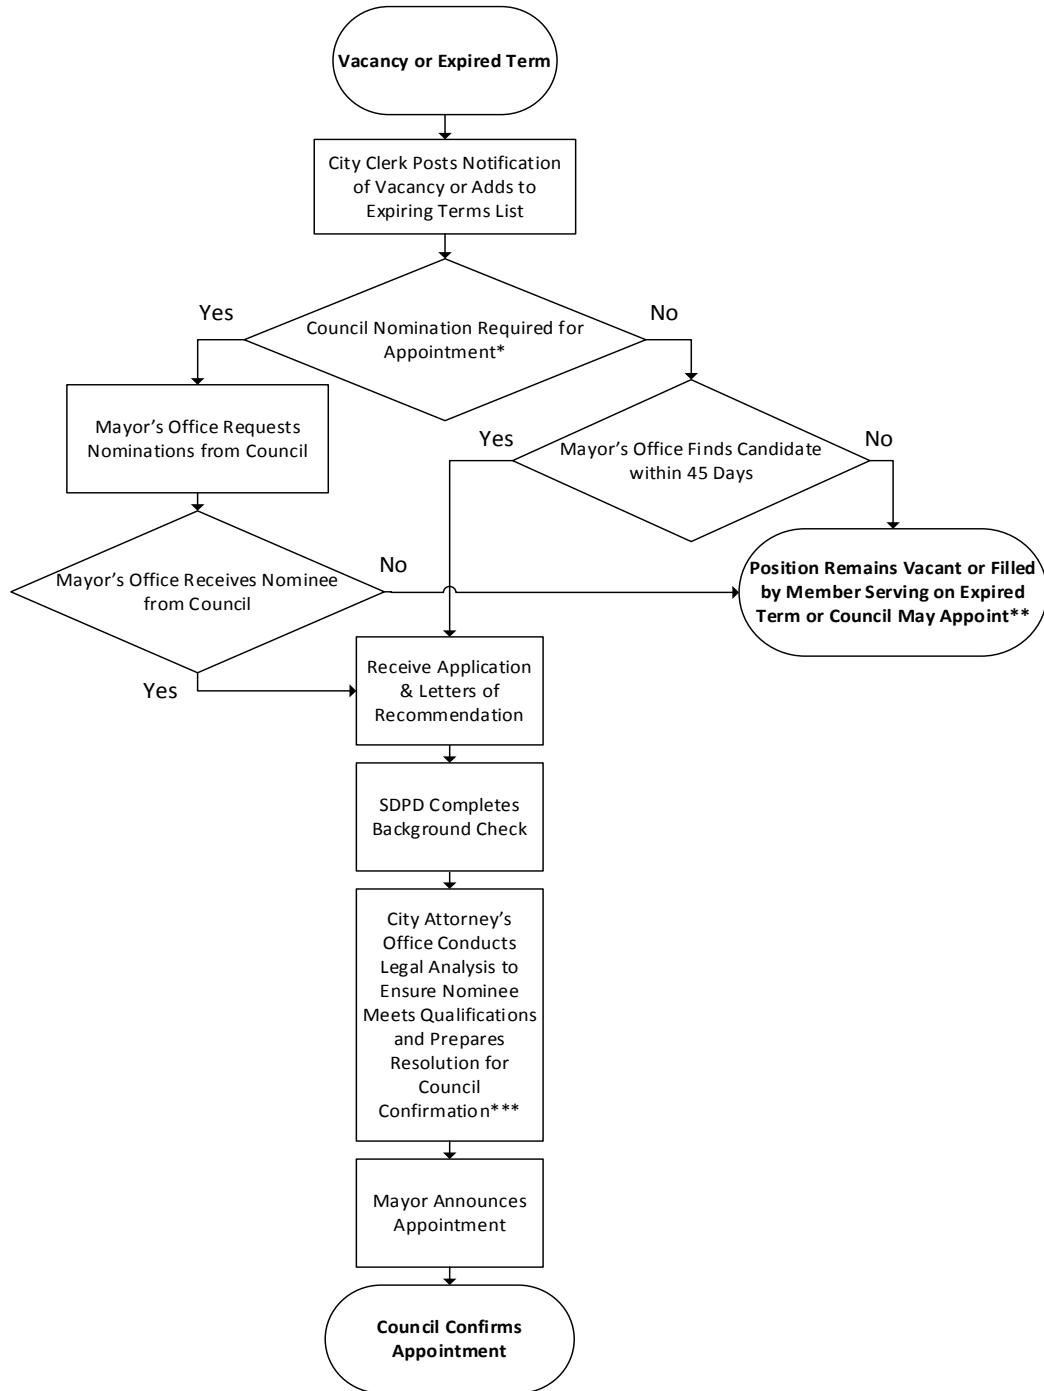 Vacancy or Expired Term
City Clerk Posts Notification
of Vacancy or Adds to
Expiring Terms List
Yes
No
Council Nomination Required for
Appointment*
Mayor’s Office Requests
Nominations from Council
Yes
No
Mayor’s Office Finds Candidate
within 45 Days
Mayor’s Office Receives Nominee
from Council
No
Position Remains Vacant or Filled
by Member Serving on Expired
Term or Council May Appoint**
Yes
Receive Application
& Letters of
Recommendation
SDPD Completes
Background Check
City Attorney’s
Office Conducts
Legal Analysis to
Ensure Nominee
Meets Qualifications
and Prepares
Resolution for
Council
Confirmation***
Mayor Announces
Appointment
Council Confirms
Appointment